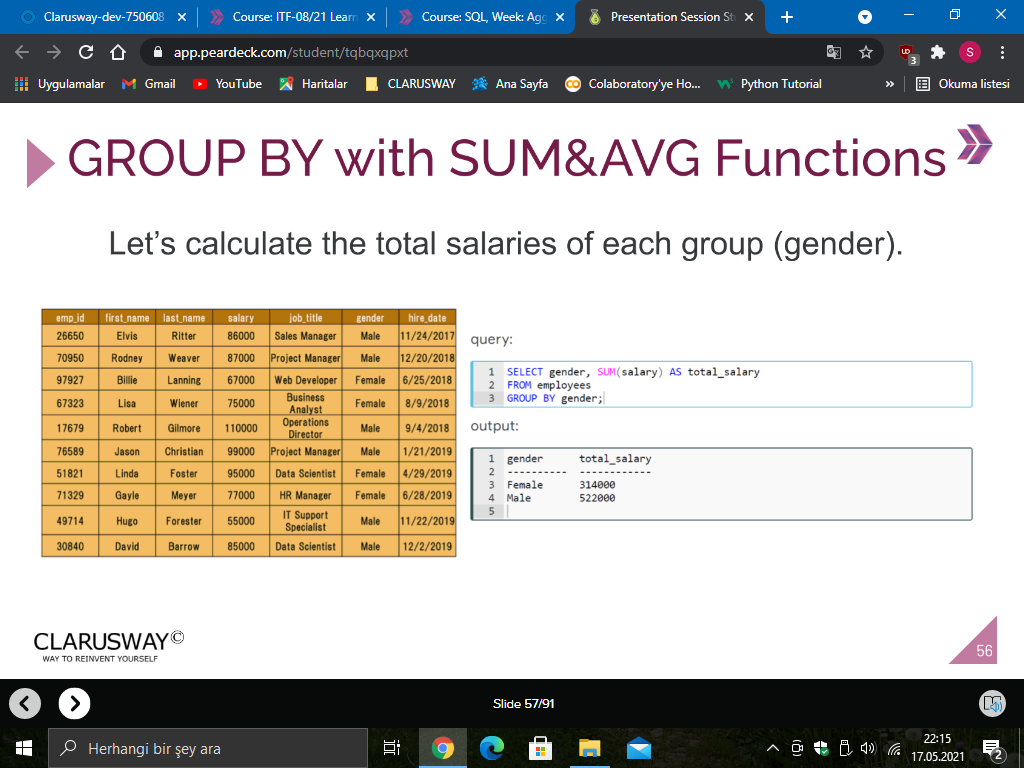 Clarusway-dev-750608
Course: ITF-08/21 Learn
Course: SQL, Week: Agg
Presentation Session St
app.peardeck.com/student/tqbqxqpxt
3
S
Uygulamalar
Gmail
YouTube
Haritalar
CLARUSWAY
Ana Sayfa
Colaboratory'ye Ho...
Python Tutorial
»
Okuma listesi
GROUP BY with SUM&AVG Functions
Let's calculate the total salaries of each group (gender).
emp_id first_name last_name salary job_title gender hire_date
26650 Elvis Ritter 86000 Sales Manager Male 11/24/2017
70950 Rodney Weaver 87000 Project Manager Male 12/20/2018
97927 Billie Lanning 67000 Web Developer Female 6/25/2018
67323 Lisa Wiener 75000 Business Analyst Female 8/9/2018
17679 Robert Gilmore 110000 Operations Director Male 9/4/2018
76589 Jason Christian 99000 Project Manager Male 1/21/2019
51821 Linda Foster 95000 Data Scientist Female 4/29/2019
71329 Gayle Meyer 77000 HR Manager Female 6/28/2019
49714 Hugo Forester 55000 IT Support Specialist Male 11/22/2019
30840 David Barrow 85000 Data Scientist Male 12/2/2019
query:
1 SELECT gender, SUM(salary) AS total_salary
2 FROM employees
3 GROUP BY gender;
output:
1 gender total_salary
2 ---------- ------------
3 Female 314000
4 Male 522000
5
CLARUSWAY©
WAY TO REINVENT YOURSELF
56
Slide 57/91
Herhangi bir şey ara
22:15
17.05.2021
2